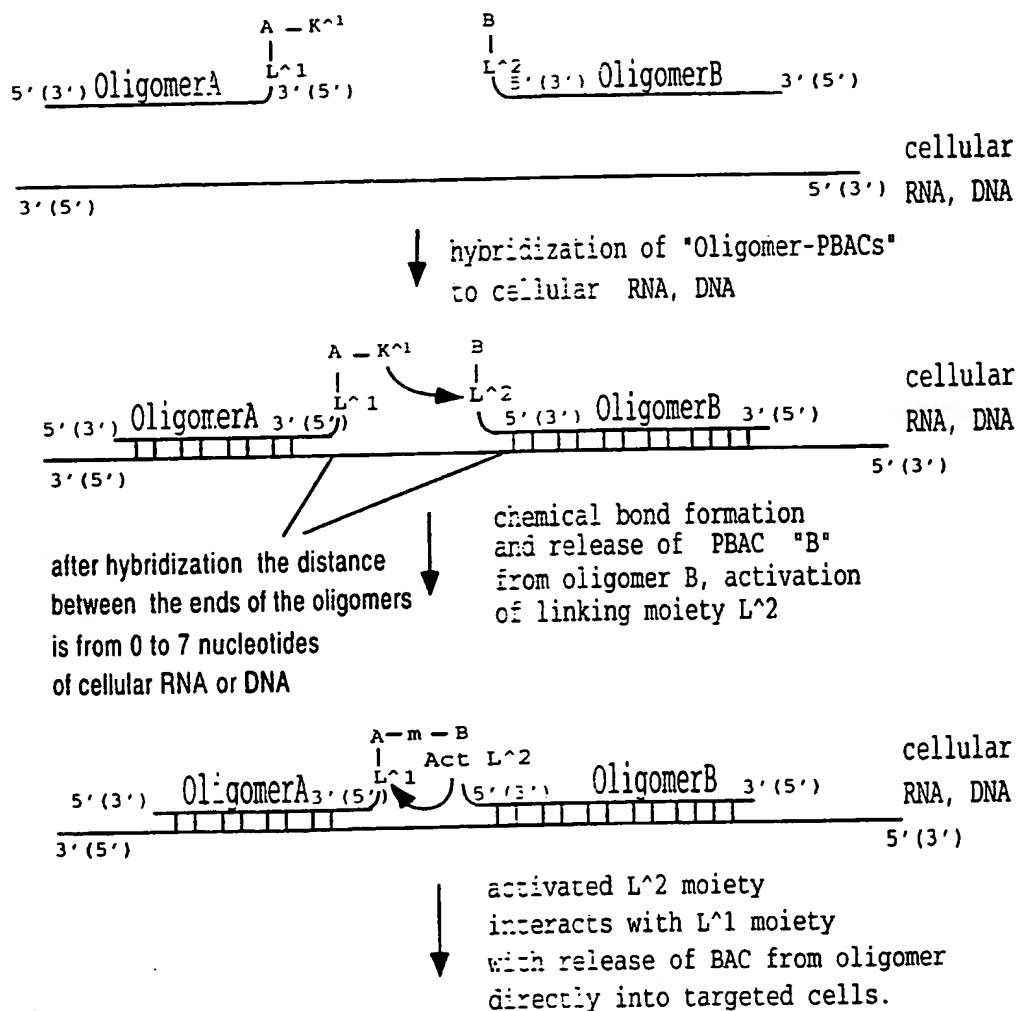 A — K^1
B
L^1
L^2
5'(3') OligomerA 3'(5')
5'(3') OligomerB 3'(5')
cellular
RNA, DNA
3'(5')
5'(3')
hybridization of "Oligomer-PBACs"
to cellular RNA, DNA
A — K^1
B
L^1
L^2
5'(3') OligomerA 3'(5')
5'(3') OligomerB 3'(5')
cellular
RNA, DNA
3'(5')
5'(3')
after hybridization the distance
between the ends of the oligomers
is from 0 to 7 nucleotides
of cellular RNA or DNA
chemical bond formation
and release of PBAC "B"
from oligomer B, activation
of linking moiety L^2
A—m—B
L^1
Act L^2
5'(3') OligomerA 3'(5')
5'(3') OligomerB 3'(5')
cellular
RNA, DNA
3'(5')
5'(3')
activated L^2 moiety
interacts with L^1 moiety
with release of BAC from oligomer
directly into targeted cells.